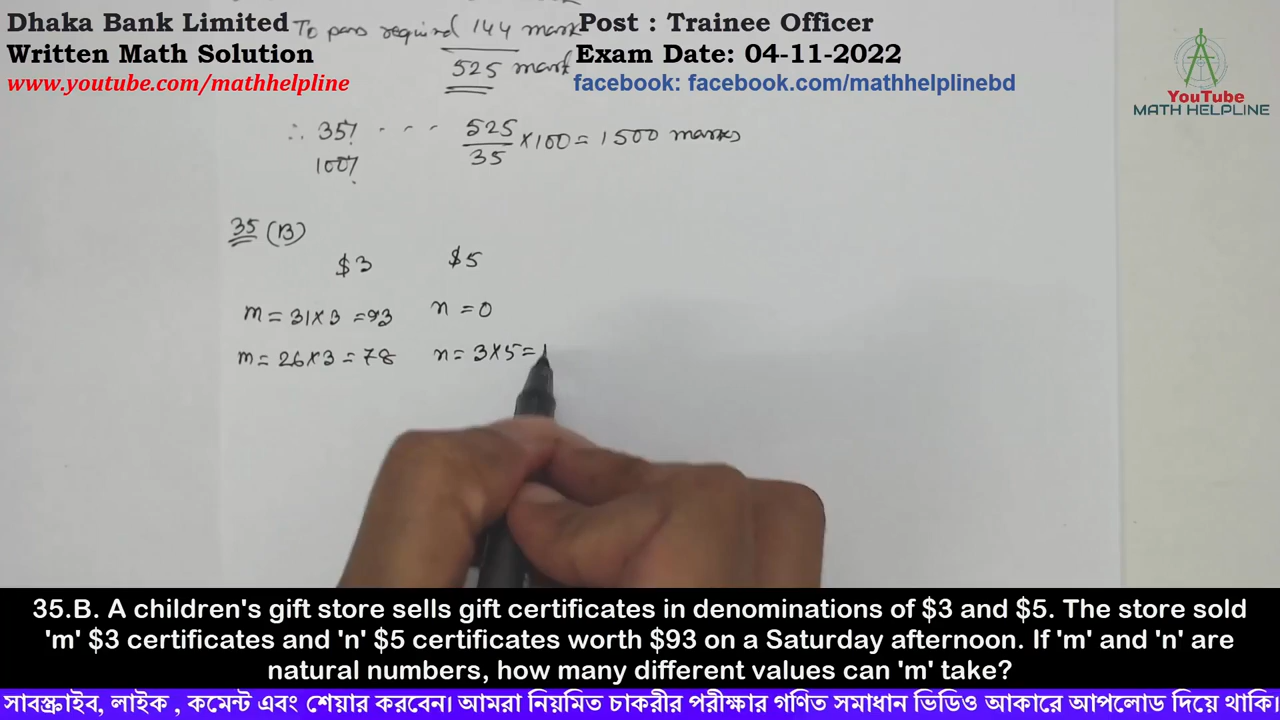 Dhaka Bank Limited
Written Math Solution
www.youtube.com/mathhelpline
Post : Trainee Officer
Exam Date: 04-11-2022
facebook: facebook.com/mathhelplinebd
YouTube
MATH HELPLINE
To pass required 144 mark
525 mark
∴ 35% - - - 525/35 × 100 = 1500 marks
100%
35 (B)
$3 $5
m = 31×3 = 93 n = 0
m = 26×3 = 78 n = 3×5 = 1
35.B. A children's gift store sells gift certificates in denominations of $3 and $5. The store sold
'm' $3 certificates and 'n' $5 certificates worth $93 on a Saturday afternoon. If 'm' and 'n' are
natural numbers, how many different values can 'm' take?
সাবস্ক্রাইব, লাইক , কমেন্ট এবং শেয়ার করবেন। আমরা নিয়মিত চাকরীর পরীক্ষার গণিত সমাধান ভিডিও আকারে আপলোড দিয়ে থাকি।